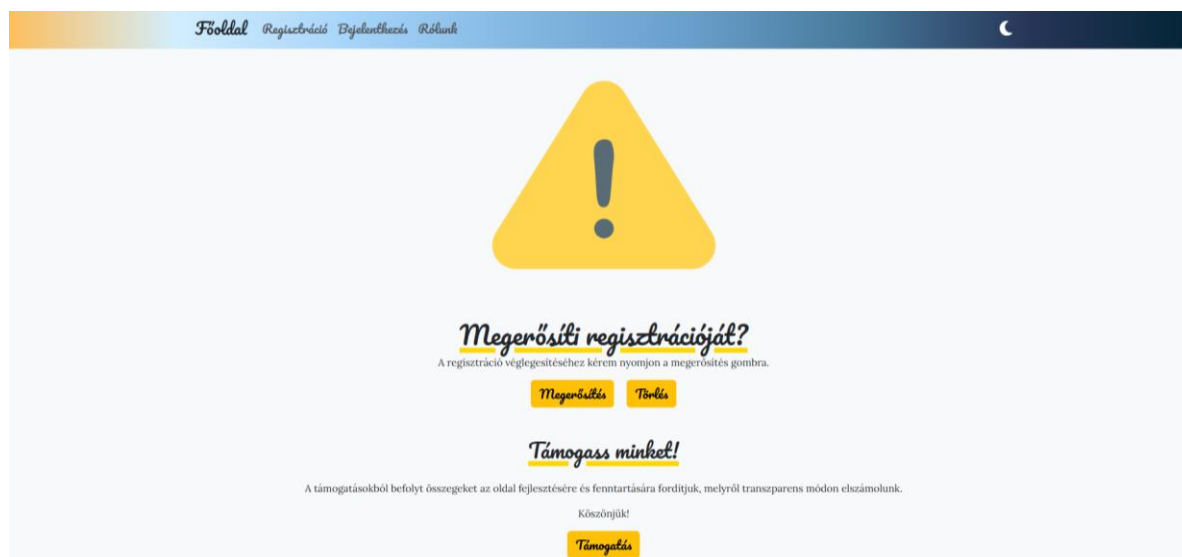 Főoldal Regisztráció Bejelentkezés Rólunk
Megerősíti regisztrációját?
A regisztráció véglegesítéséhez kérem nyomjon a megerősítés gombra.
Megerősítés Törlés
Támogass minket!
A támogatásokból befolyt összegeket az oldal fejlesztésére és fenntartására fordítjuk, melyről transzparens módon elszámolunk.
Köszönjük!
Támogatás